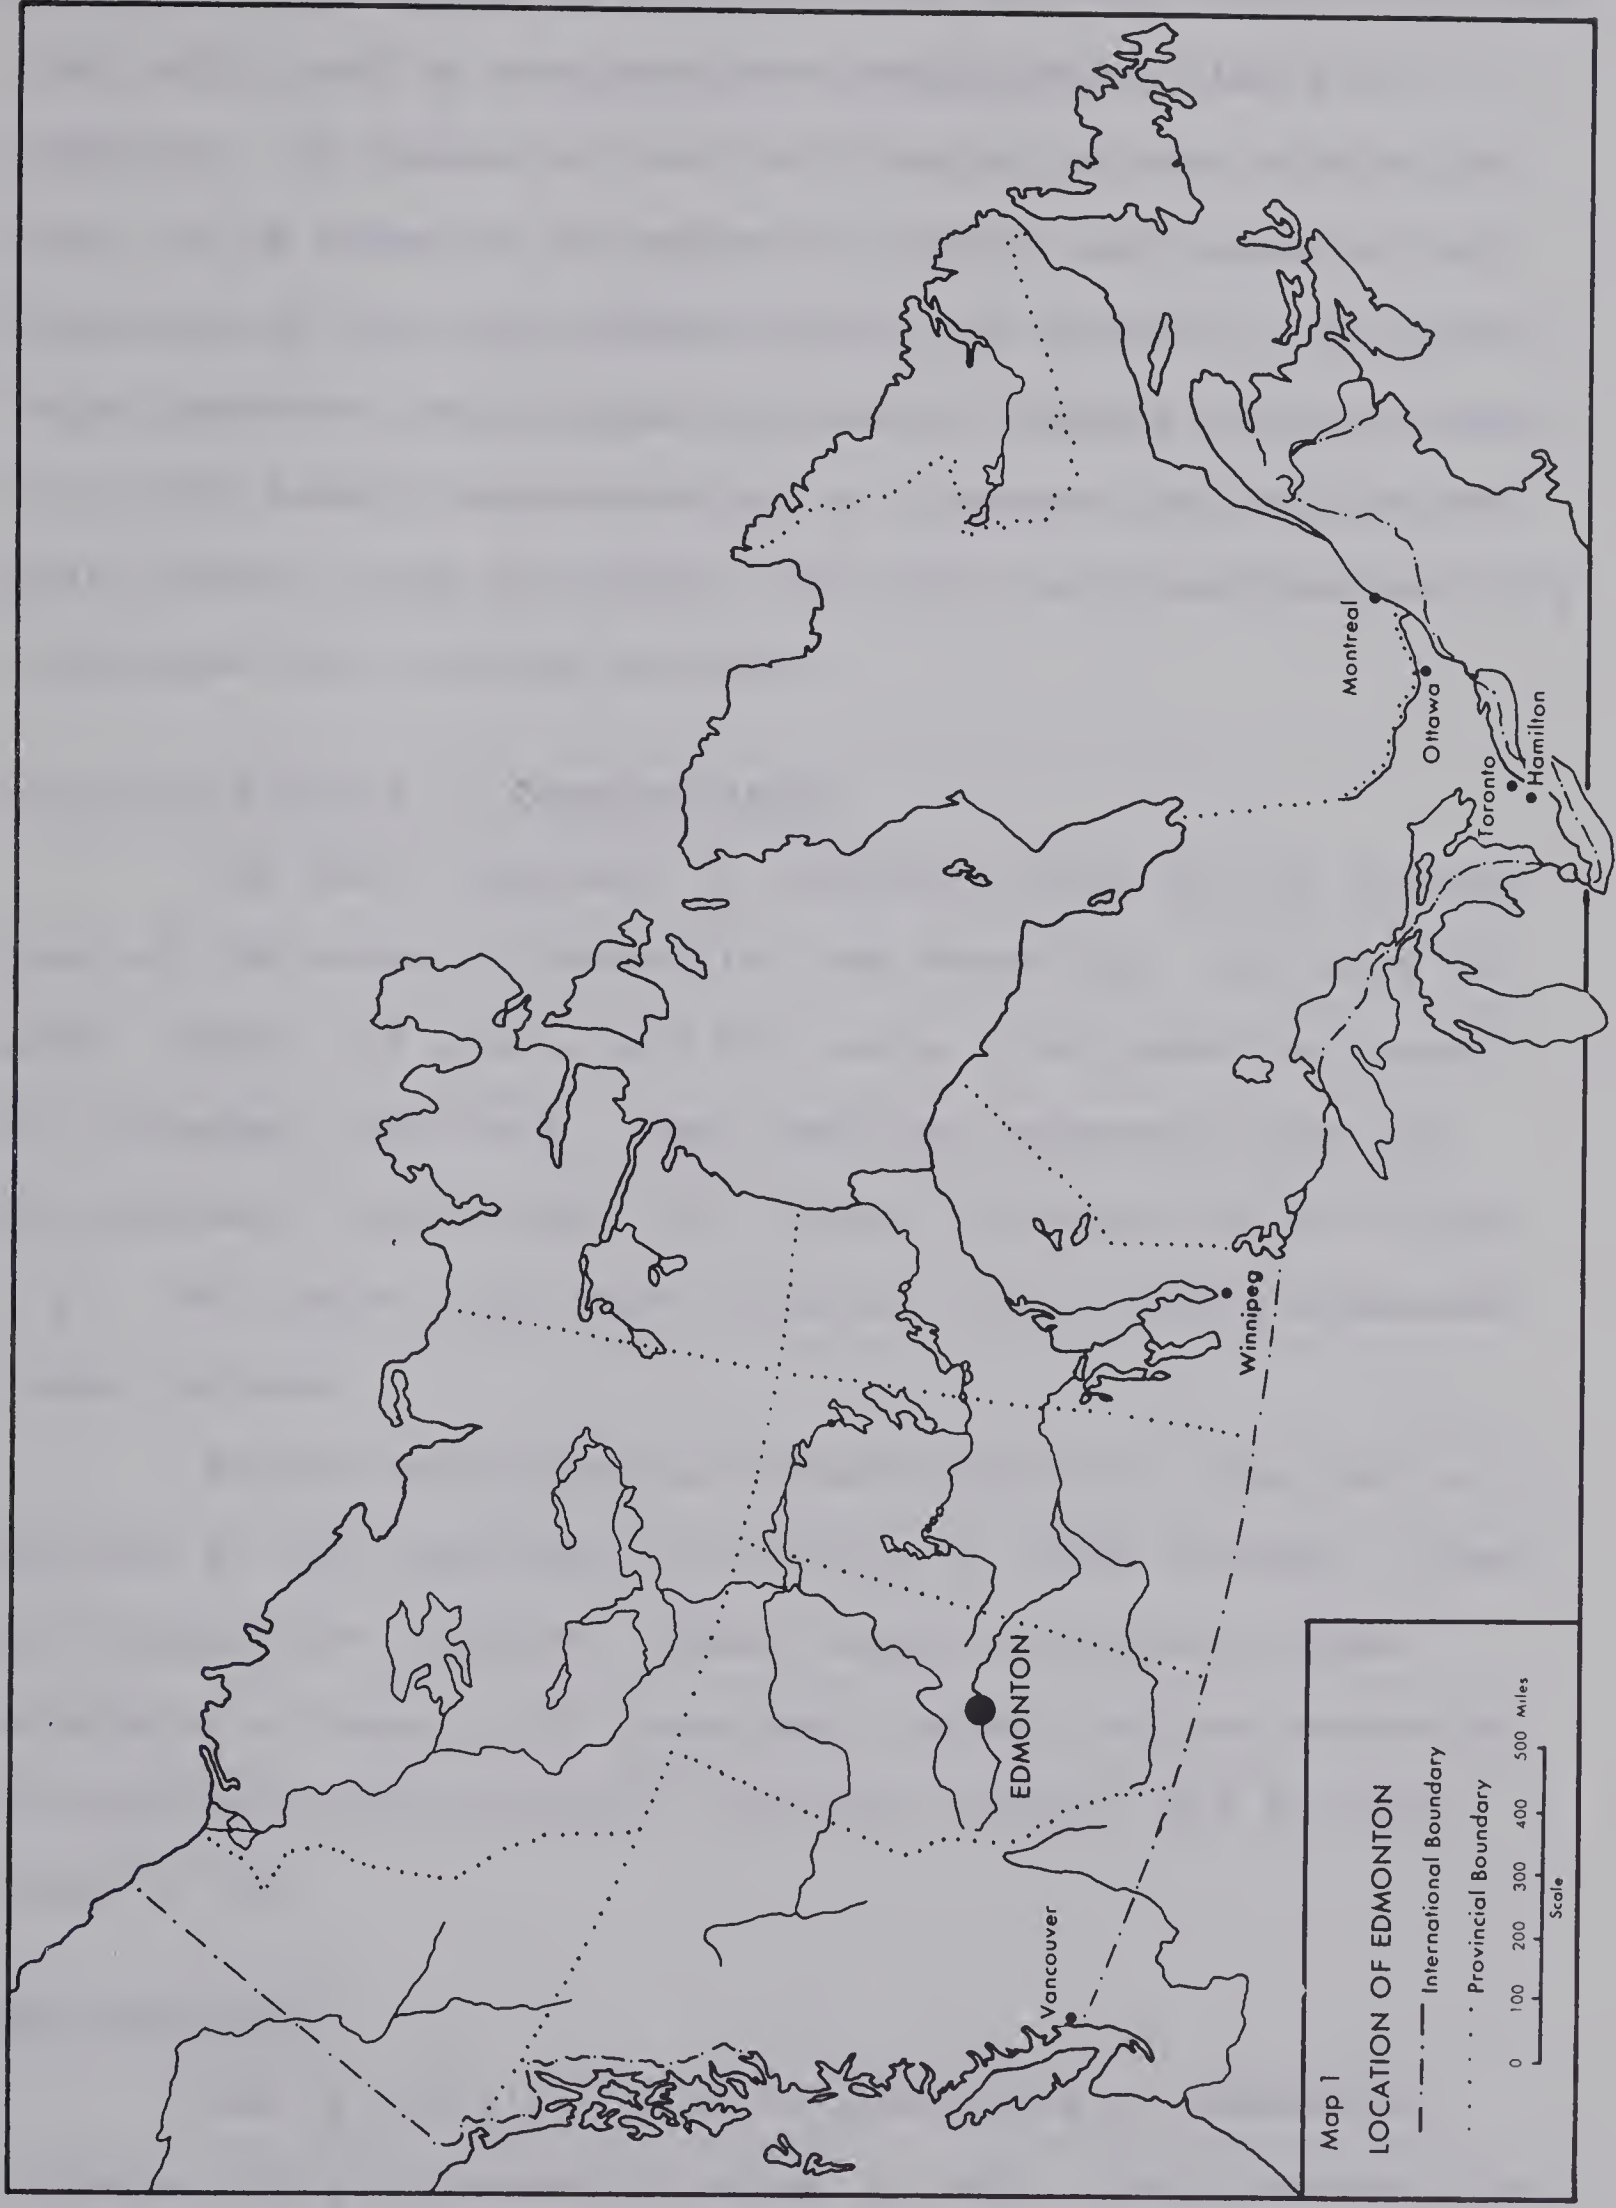 EDMONTON
Vancouver
Winnipeg
Montreal
Ottawa
Toronto
Hamilton
Map 1
LOCATION OF EDMONTON
International Boundary
Provincial Boundary
0 100 200 300 400 500 Miles
Scale